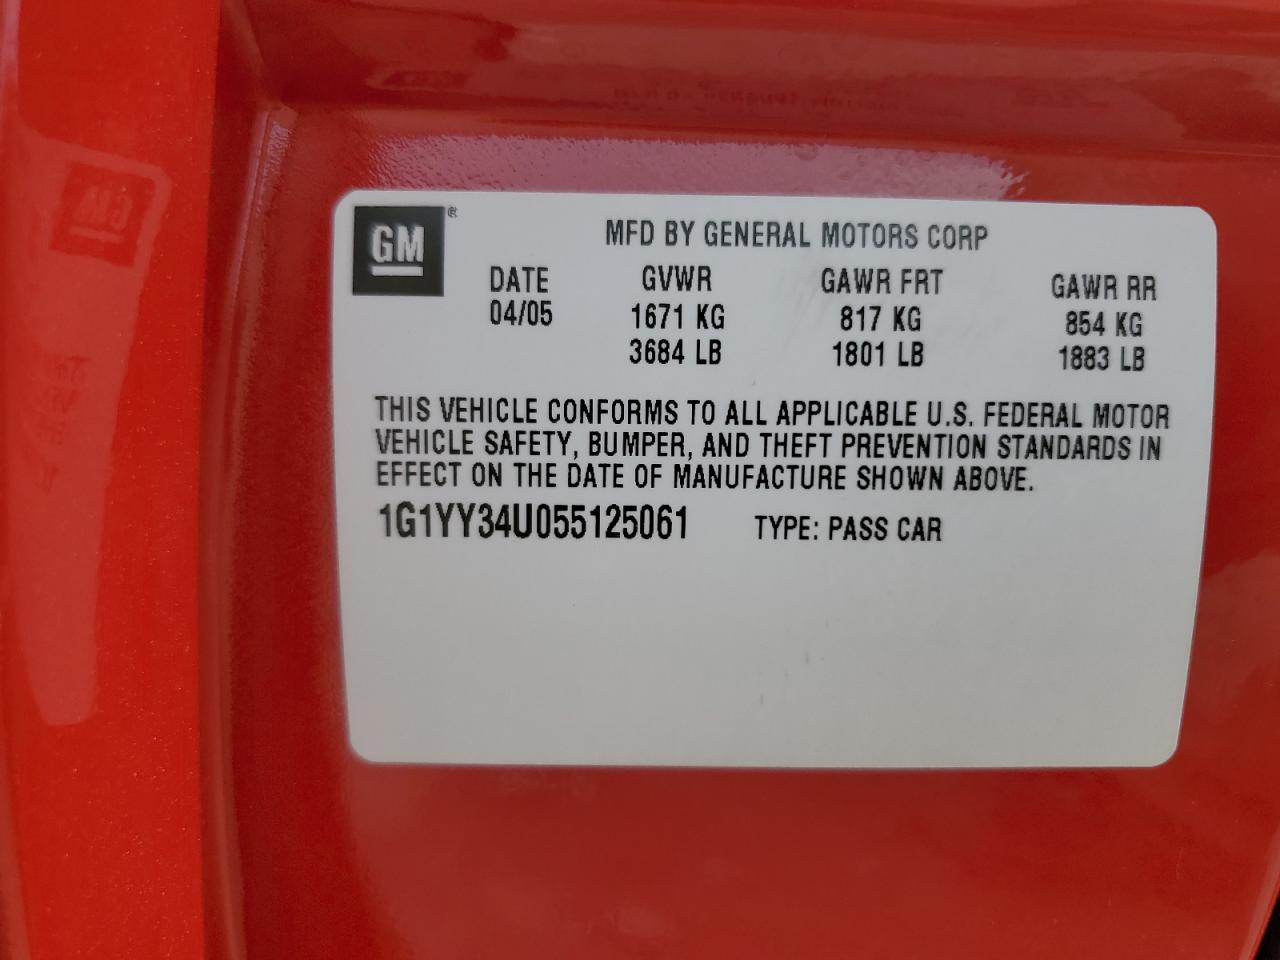 GM®
MFD BY GENERAL MOTORS CORP
DATE GVWR GAWR FRT GAWR RR
04/05 1671 KG 817 KG 854 KG
3684 LB 1801 LB 1883 LB
THIS VEHICLE CONFORMS TO ALL APPLICABLE U.S. FEDERAL MOTOR
VEHICLE SAFETY, BUMPER, AND THEFT PREVENTION STANDARDS IN
EFFECT ON THE DATE OF MANUFACTURE SHOWN ABOVE.
1G1YY34U055125061 TYPE: PASS CAR